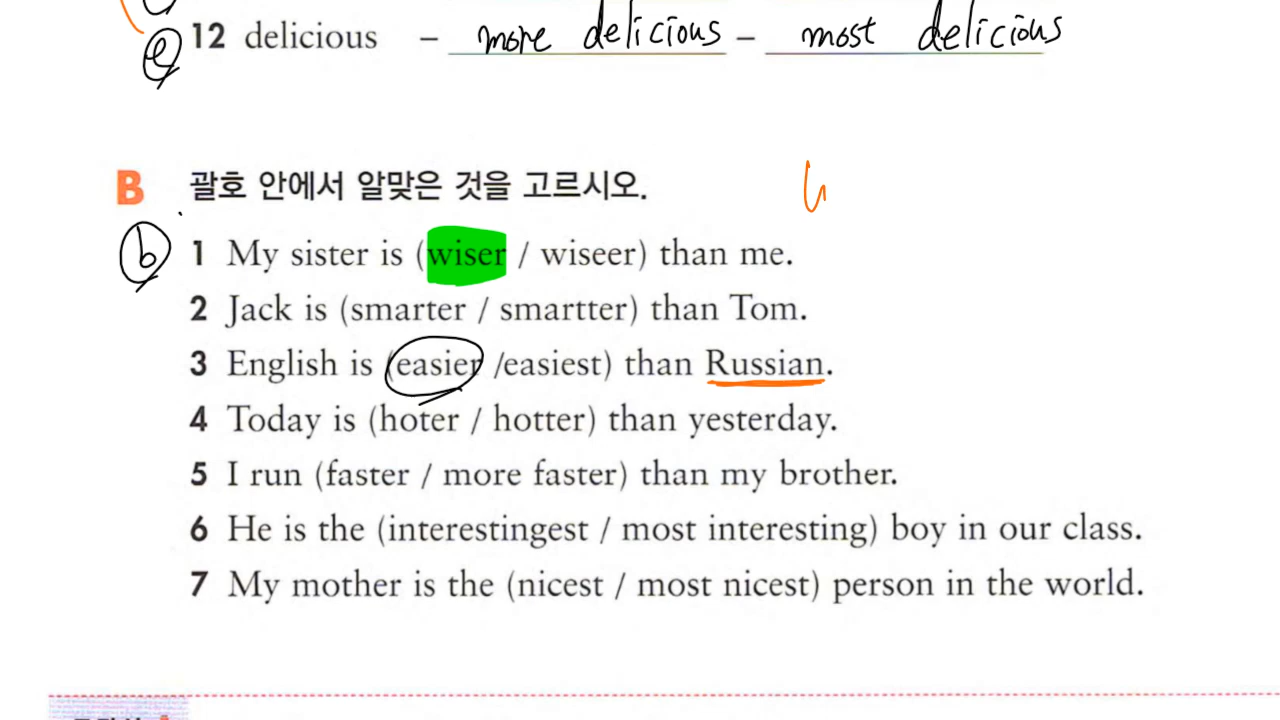 ⓔ 12 delicious – more delicious – most delicious
B 괄호 안에서 알맞은 것을 고르시오.
ⓑ 1 My sister is (wiser / wiseer) than me.
2 Jack is (smarter / smartter) than Tom.
3 English is (easier /easiest) than Russian.
4 Today is (hoter / hotter) than yesterday.
5 I run (faster / more faster) than my brother.
6 He is the (interestingest / most interesting) boy in our class.
7 My mother is the (nicest / most nicest) person in the world.